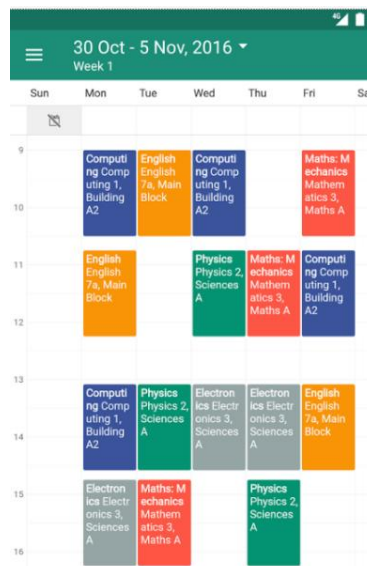 4G
30 Oct - 5 Nov, 2016
Week 1
Sun Mon Tue Wed Thu Fri Sa
9
Computi
ng Comp
uting 1,
Building
A2
English
English
7a, Main
Block
Computi
ng Comp
uting 1,
Building
A2
Maths: M
echanics
Mathem
atics 3,
Maths A
10
11
English
English
7a, Main
Block
Physics
Physics 2,
Sciences
A
Maths: M
echanics
Mathem
atics 3,
Maths A
Computi
ng Comp
uting 1,
Building
A2
12
13
Computi
ng Comp
uting 1,
Building
A2
Physics
Physics 2,
Sciences
A
Electron
ics Electr
onics 3,
Sciences
A
Electron
ics Electr
onics 3,
Sciences
A
English
English
7a, Main
Block
14
15
Electron
ics Electr
onics 3,
Sciences
A
Maths: M
echanics
Mathem
atics 3,
Maths A
Physics
Physics 2,
Sciences
A
16